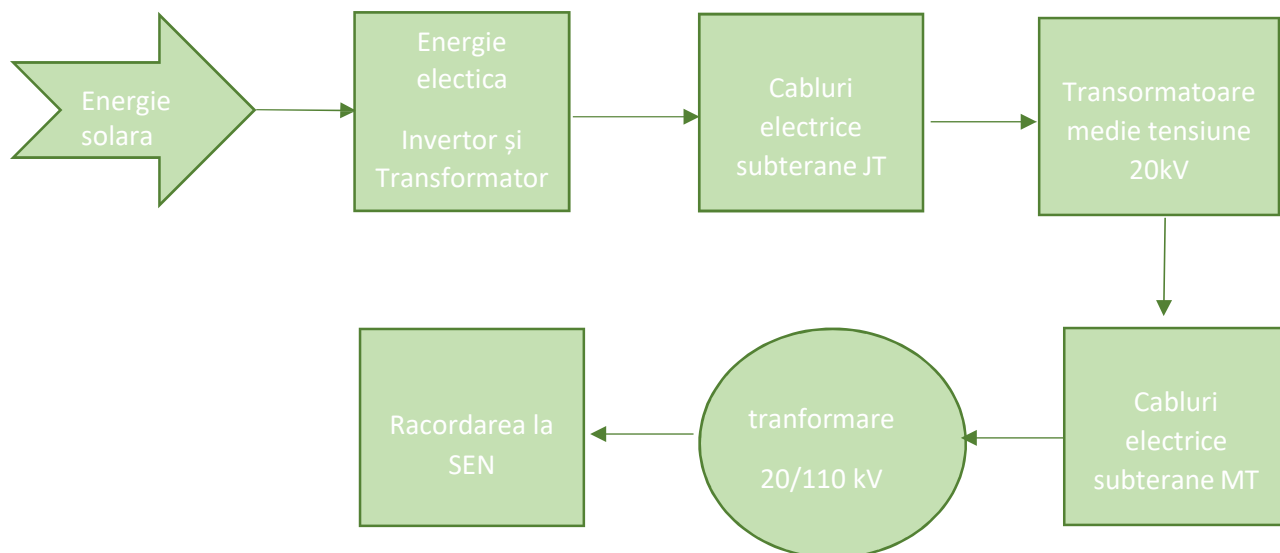 Energie
solara
Energie
electica
Invertor și
Transformator
Cabluri
electrice
subterane JT
Transormatoare
medie tensiune
20kV
Cabluri
electrice
subterane MT
tranformare
20/110 kV
Racordarea la
SEN